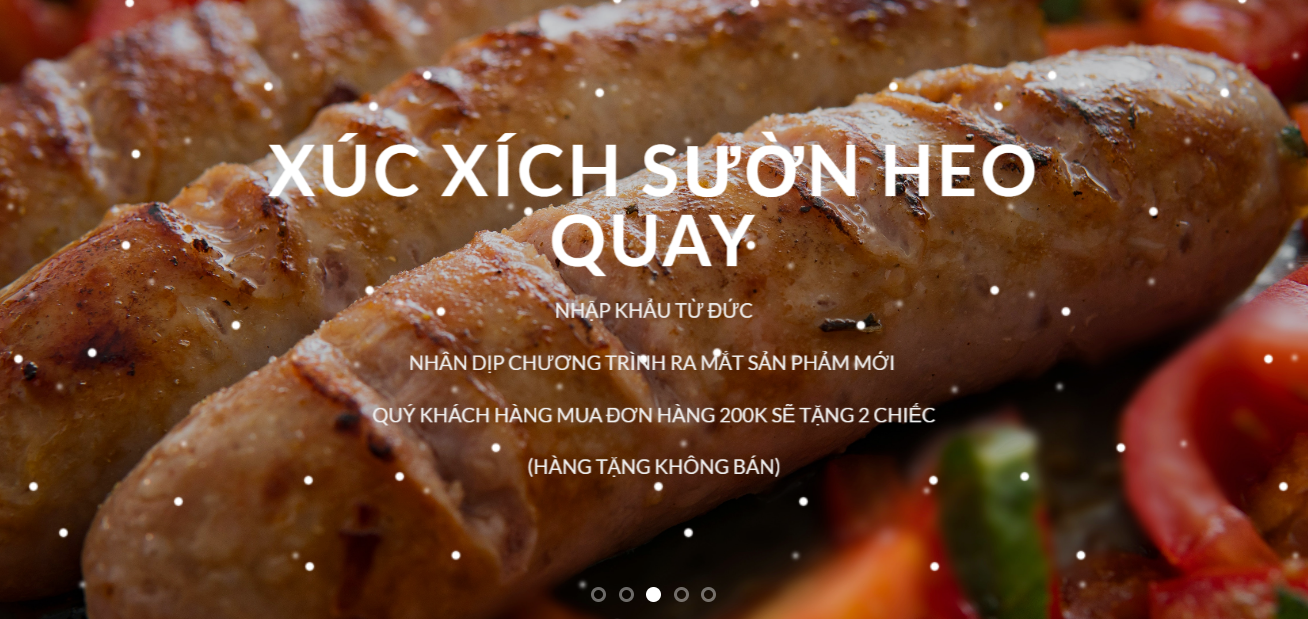 XÚC XÍCH SƯỜN HEO
QUAY
NHẬP KHẨU TỪ ĐỨC
NHÂN DỊP CHƯƠNG TRÌNH RA MẮT SẢN PHẨM MỚI
QUÝ KHÁCH HÀNG MUA ĐƠN HÀNG 200K SẼ TẶNG 2 CHIẾC
(HÀNG TẶNG KHÔNG BÁN)